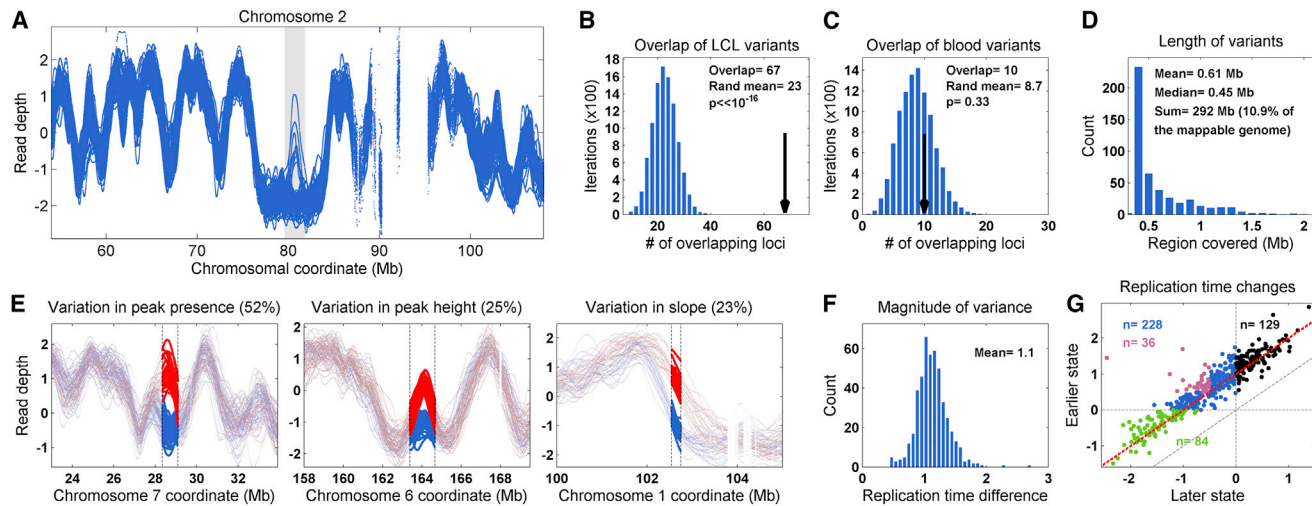 A
Chromosome 2
Read depth
2
1
0
-1
-2
60
70
80
90
100
Chromosomal coordinate (Mb)
B
Overlap of LCL variants
Overlap= 67
Rand mean= 23
p<<10^-16
Iterations (x100)
18
16
14
12
10
8
6
4
2
0
20
40
60
# of overlapping loci
C
Overlap of blood variants
Overlap= 10
Rand mean= 8.7
p= 0.33
Iterations (x100)
14
12
10
8
6
4
2
0
0
10
20
30
# of overlapping loci
D
Length of variants
Mean= 0.61 Mb
Median= 0.45 Mb
Sum= 292 Mb (10.9% of
the mappable genome)
Count
200
150
100
50
0
0.5
1
1.5
2
Region covered (Mb)
E
Variation in peak presence (52%)
Read depth
2
1
0
-1
24
26
28
30
32
Chromosome 7 coordinate (Mb)
Variation in peak height (25%)
2
1
0
-1
-2
158
160
162
164
166
168
Chromosome 6 coordinate (Mb)
Variation in slope (23%)
2
1
0
-1
-2
100
102
104
Chromosome 1 coordinate (Mb)
F
Magnitude of variance
Mean= 1.1
Count
60
40
20
0
0
1
2
3
Replication time difference
G
Replication time changes
n= 228
n= 36
n= 129
n= 84
Earlier state
2
1
0
-1
-2
-1
0
1
Later state